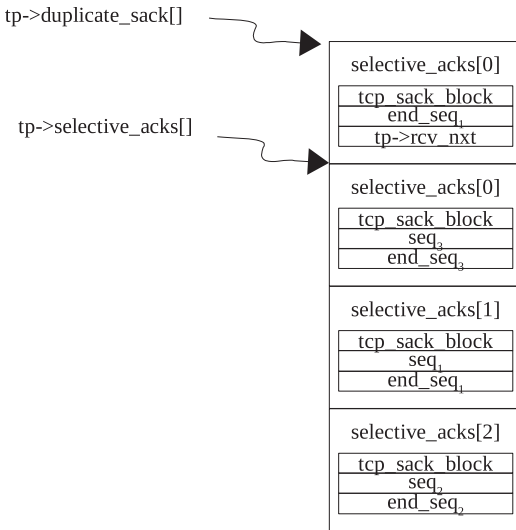 tp->duplicate_sack[]
selective_acks[0]
tcp_sack_block
end_seq₁
tp->rcv_nxt
tp->selective_acks[]
selective_acks[0]
tcp_sack_block
seq₃
end_seq₃
selective_acks[1]
tcp_sack_block
seq₁
end_seq₁
selective_acks[2]
tcp_sack_block
seq₂
end_seq₂